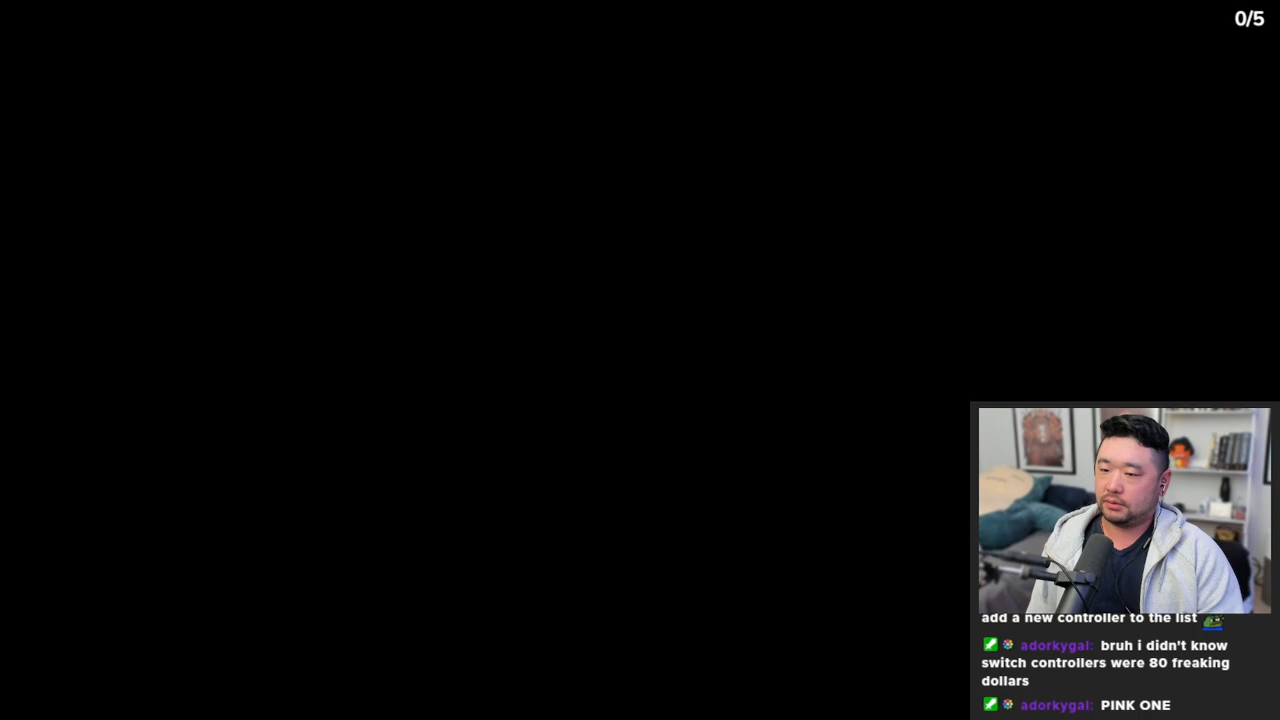 0/5
add a new controller to the list
adorkygal: bruh i didn't know
switch controllers were 80 freaking
dollars
adorkygal: PINK ONE